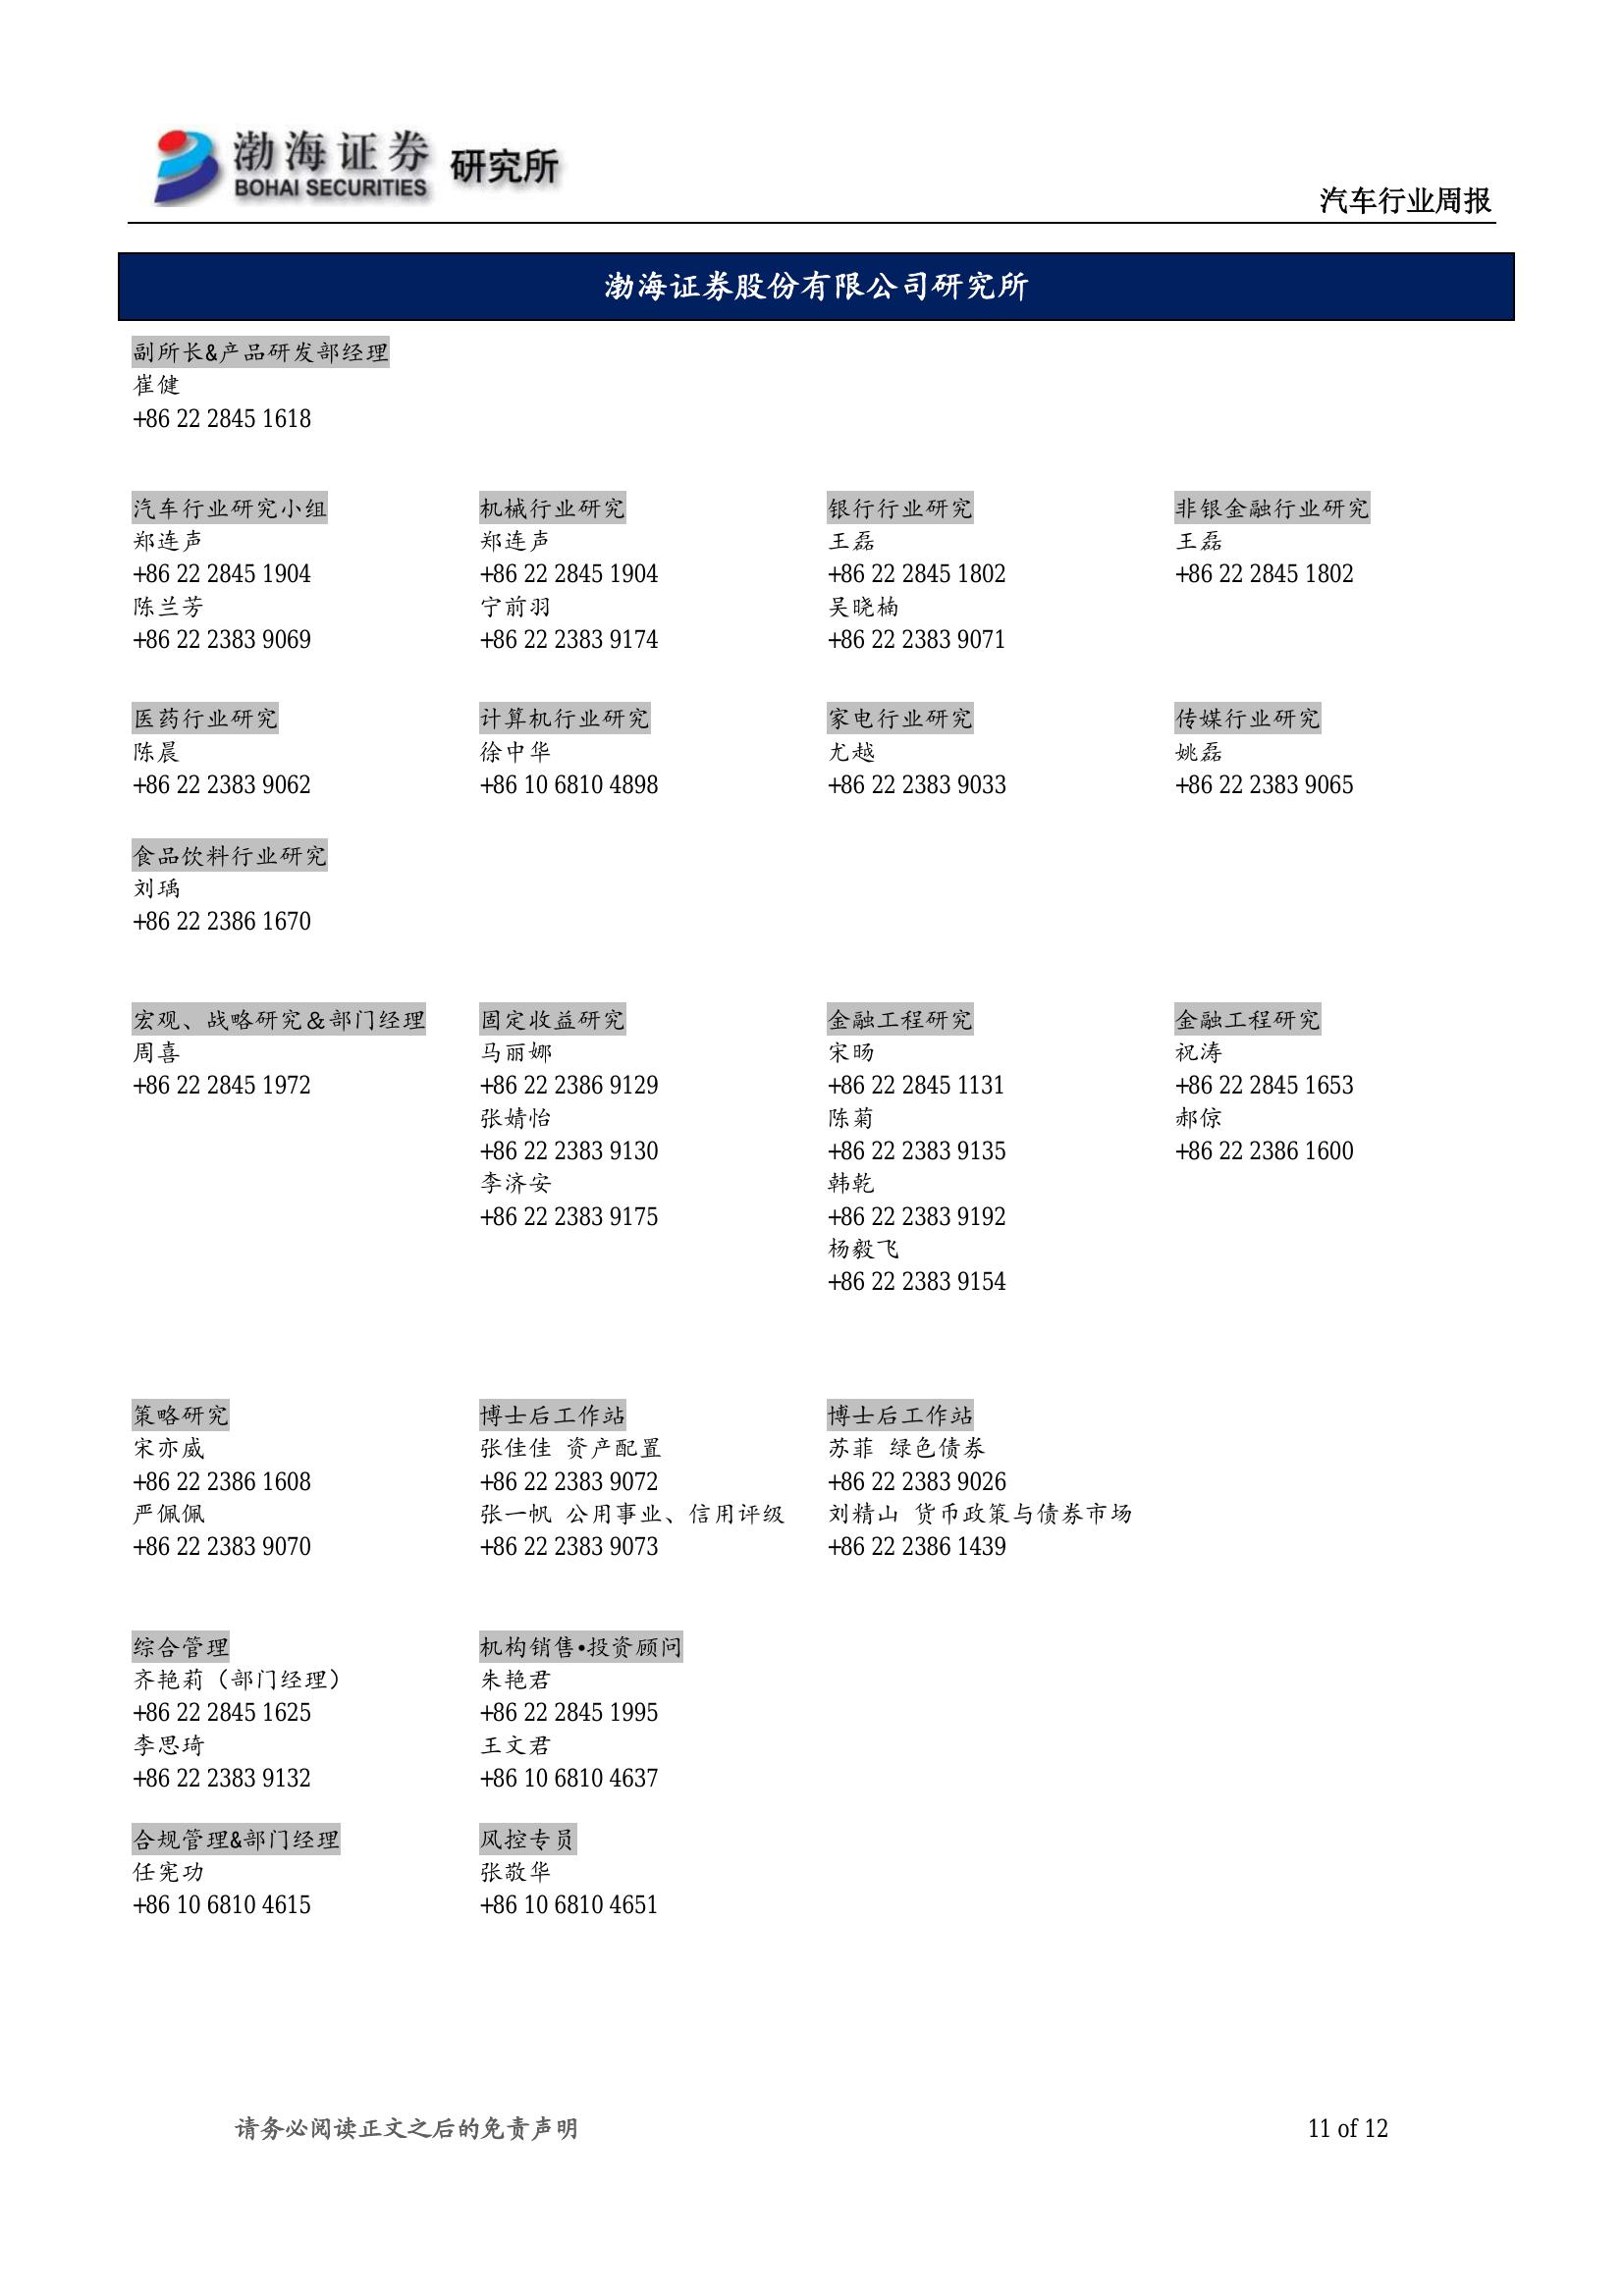 渤海证券 研究所
BOHAI SECURITIES
汽车行业周报
渤海证券股份有限公司研究所
副所长&产品研发部经理
崔健
+86 22 2845 1618
汽车行业研究小组
郑连声
+86 22 2845 1904
陈兰芳
+86 22 2383 9069
机械行业研究
郑连声
+86 22 2845 1904
宁前羽
+86 22 2383 9174
银行行业研究
王磊
+86 22 2845 1802
吴晓楠
+86 22 2383 9071
非银金融行业研究
王磊
+86 22 2845 1802
医药行业研究
陈晨
+86 22 2383 9062
计算机行业研究
徐中华
+86 10 6810 4898
家电行业研究
尤越
+86 22 2383 9033
传媒行业研究
姚磊
+86 22 2383 9065
食品饮料行业研究
刘瑀
+86 22 2386 1670
宏观、战略研究＆部门经理
周喜
+86 22 2845 1972
固定收益研究
马丽娜
+86 22 2386 9129
张婧怡
+86 22 2383 9130
李济安
+86 22 2383 9175
金融工程研究
宋旸
+86 22 2845 1131
陈菊
+86 22 2383 9135
韩乾
+86 22 2383 9192
杨毅飞
+86 22 2383 9154
金融工程研究
祝涛
+86 22 2845 1653
郝倞
+86 22 2386 1600
策略研究
宋亦威
+86 22 2386 1608
严佩佩
+86 22 2383 9070
博士后工作站
张佳佳 资产配置
+86 22 2383 9072
张一帆 公用事业、信用评级
+86 22 2383 9073
博士后工作站
苏菲 绿色债券
+86 22 2383 9026
刘精山 货币政策与债券市场
+86 22 2386 1439
综合管理
齐艳莉（部门经理）
+86 22 2845 1625
李思琦
+86 22 2383 9132
机构销售•投资顾问
朱艳君
+86 22 2845 1995
王文君
+86 10 6810 4637
合规管理&部门经理
任宪功
+86 10 6810 4615
风控专员
张敬华
+86 10 6810 4651
请务必阅读正文之后的免责声明
11 of 12